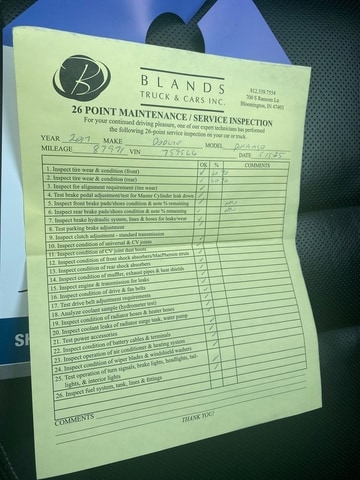 B
BLANDS
TRUCK & CARS INC.
812.339.7554
700 S Ransom Ln
Bloomington, IN 47403
26 POINT MAINTENANCE / SERVICE INSPECTION
For your continued driving pleasure, one of our expert technicians has performed
the following 26-point service inspection on your car or truck.
YEAR MAKE DODGE MODEL
MILEAGE VIN DATE
OK % COMMENTS
1. Inspect tire wear & condition (front)
2. Inspect tire wear & condition (rear)
3. Inspect for alignment requirement (tire wear)
4. Test brake pedal adjustment/test for Master Cylinder leak down
5. Inspect front brake pads/shoes condition & note % remaining
6. Inspect rear brake pads/shoes condition & note % remaining
7. Inspect brake hydraulic system, lines & hoses for leaks/wear
8. Test parking brake adjustment
9. Inspect clutch adjustment - standard transmission
10. Inspect condition of universal & CV joints
11. Inspect condition of CV joint dust boots
12. Inspect condition of front shock absorbers/MacPherson struts
13. Inspect condition of rear shock absorbers
14. Inspect condition of muffler, exhaust pipes & heat shields
15. Inspect engine & transmission for leaks
16. Inspect condition of drive & fan belts
17. Test drive belt adjustment requirements
18. Analyze coolant sample (hydrometer test)
19. Inspect condition of radiator hoses & heater hoses
20. Inspect coolant leaks of radiator surge tank, water pump
21. Test power accessories
22. Inspect condition of battery cables & terminals
23. Inspect operation of air conditioner & heating system
24. Inspect condition of wiper blades & windshield washers
25. Test operation of turn signals, brake lights, headlights, tail-
lights, & interior lights
26. Inspect fuel systems, tank, lines & fittings
COMMENTS
THANK YOU!